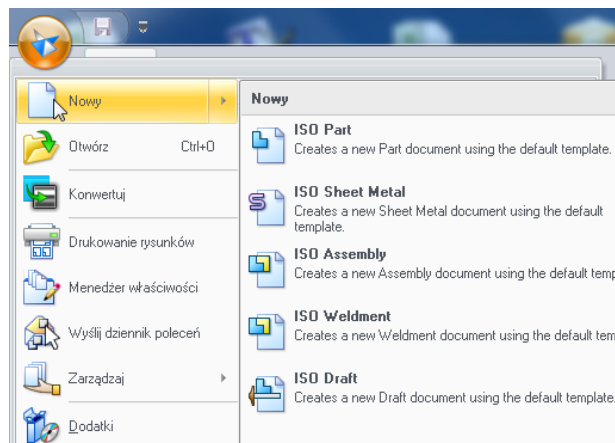 Nowy
Otwórz Ctrl+O
Konwertuj
Drukowanie rysunków
Menedżer właściwości
Wyślij dziennik poleceń
Zarządzaj
Dodatki
Nowy
ISO Part
Creates a new Part document using the default template.
ISO Sheet Metal
Creates a new Sheet Metal document using the default
template.
ISO Assembly
Creates a new Assembly document using the default temp
ISO Weldment
Creates a new Weldment document using the default tem
ISO Draft
Creates a new Draft document using the default template.